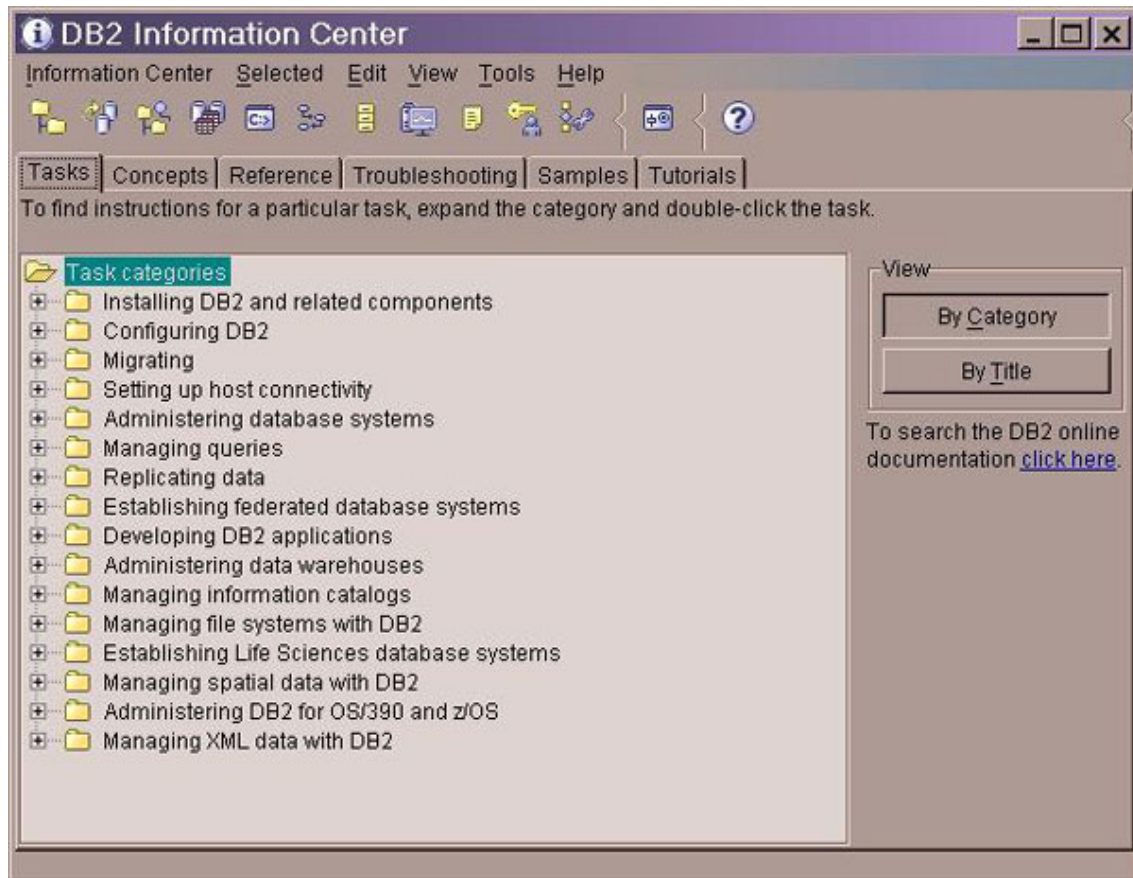 DB2 Information Center
Information Center Selected Edit View Tools Help
Tasks Concepts Reference Troubleshooting Samples Tutorials
To find instructions for a particular task, expand the category and double-click the task.
Task categories
Installing DB2 and related components
Configuring DB2
Migrating
Setting up host connectivity
Administering database systems
Managing queries
Replicating data
Establishing federated database systems
Developing DB2 applications
Administering data warehouses
Managing information catalogs
Managing file systems with DB2
Establishing Life Sciences database systems
Managing spatial data with DB2
Administering DB2 for OS/390 and z/OS
Managing XML data with DB2
View
By Category
By Title
To search the DB2 online
documentation click here.